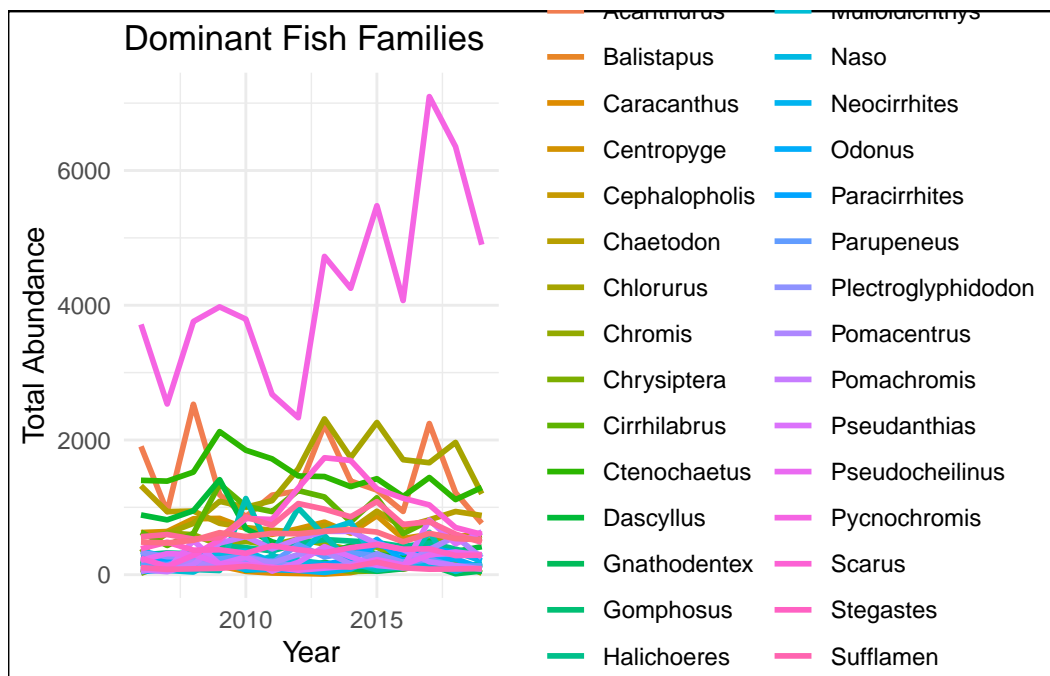 Acanthurus
Mulloidichthys
Dominant Fish Families
Balistapus
Naso
Caracanthus
Neocirrhites
Centropyge
Odonus
Cephalopholis
Paracirrhites
Chaetodon
Parupeneus
Chlorurus
Plectroglyphidodon
Chromis
Pomacentrus
Chrysiptera
Pomachromis
Cirrhilabrus
Pseudanthias
Ctenochaetus
Pseudocheilinus
Dascyllus
Pycnochromis
Gnathodentex
Scarus
Gomphosus
Stegastes
Halichoeres
Sufflamen
Total Abundance
6000
4000
2000
0
2010
2015
Year